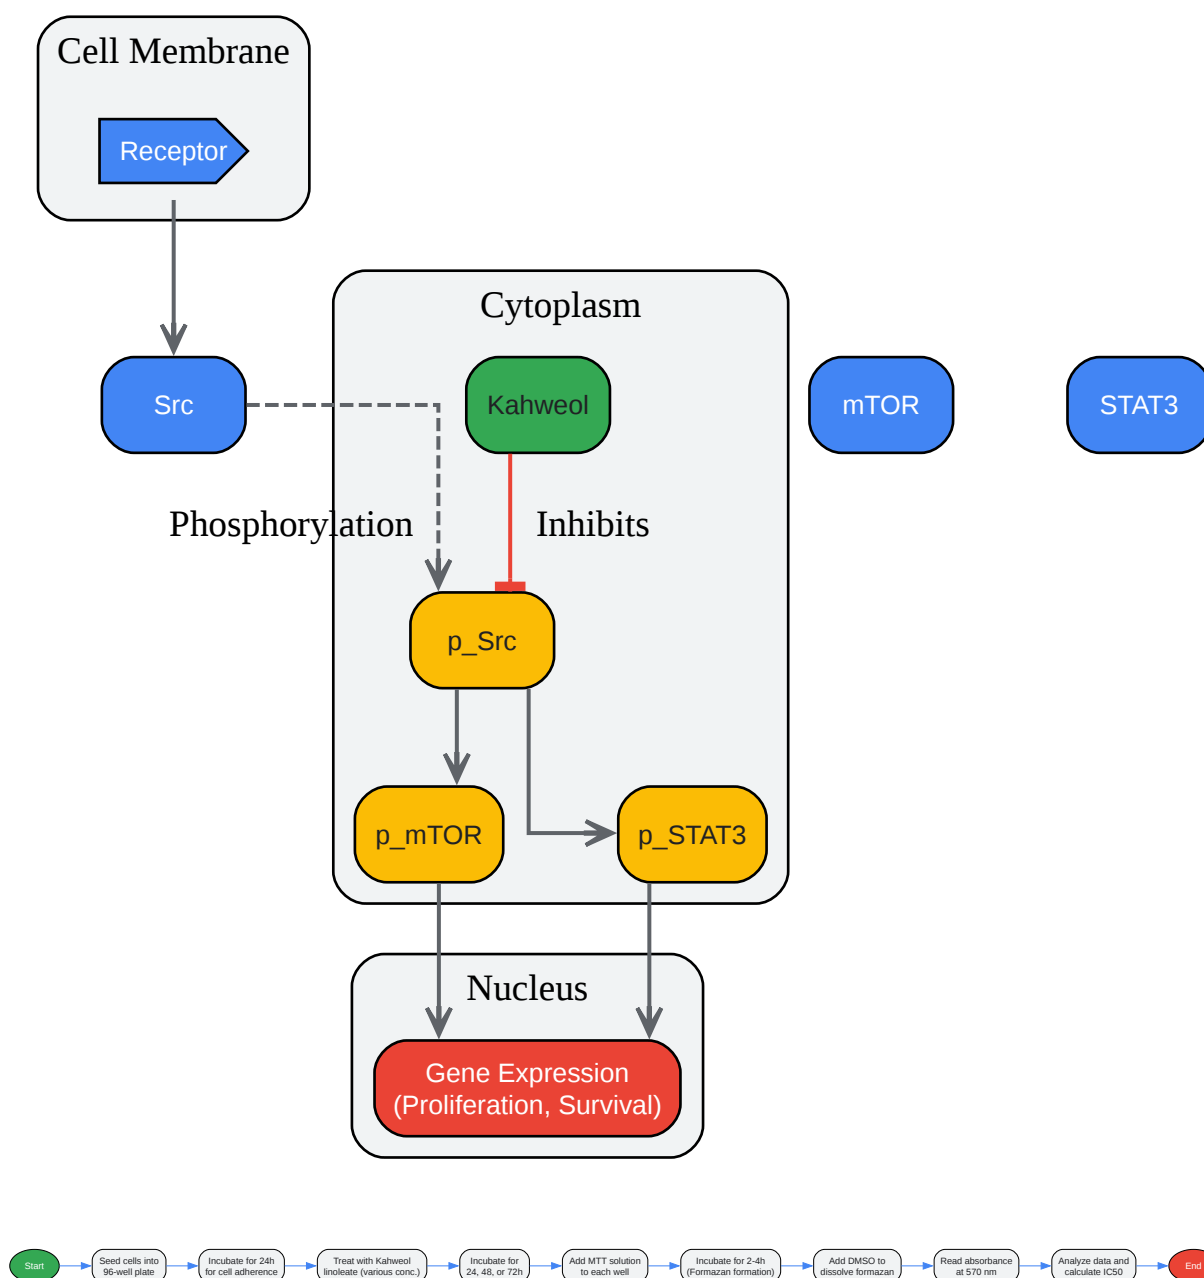 Cell Membrane
Receptor
Cytoplasm
Src
Kahweol
mTOR
STAT3
Phosphorylation
Inhibits
p_Src
p_mTOR
p_STAT3
Nucleus
Gene Expression
(Proliferation, Survival)
Start
Seed cells into
96-well plate
Incubate for 24h
for cell adherence
Treat with Kahweol
linoleate (various conc.)
Incubate for
24, 48, or 72h
Add MTT solution
to each well
Incubate for 2-4h
(Formazan formation)
Add DMSO to
dissolve formazan
Read absorbance
at 570 nm
Analyze data and
calculate IC50
End